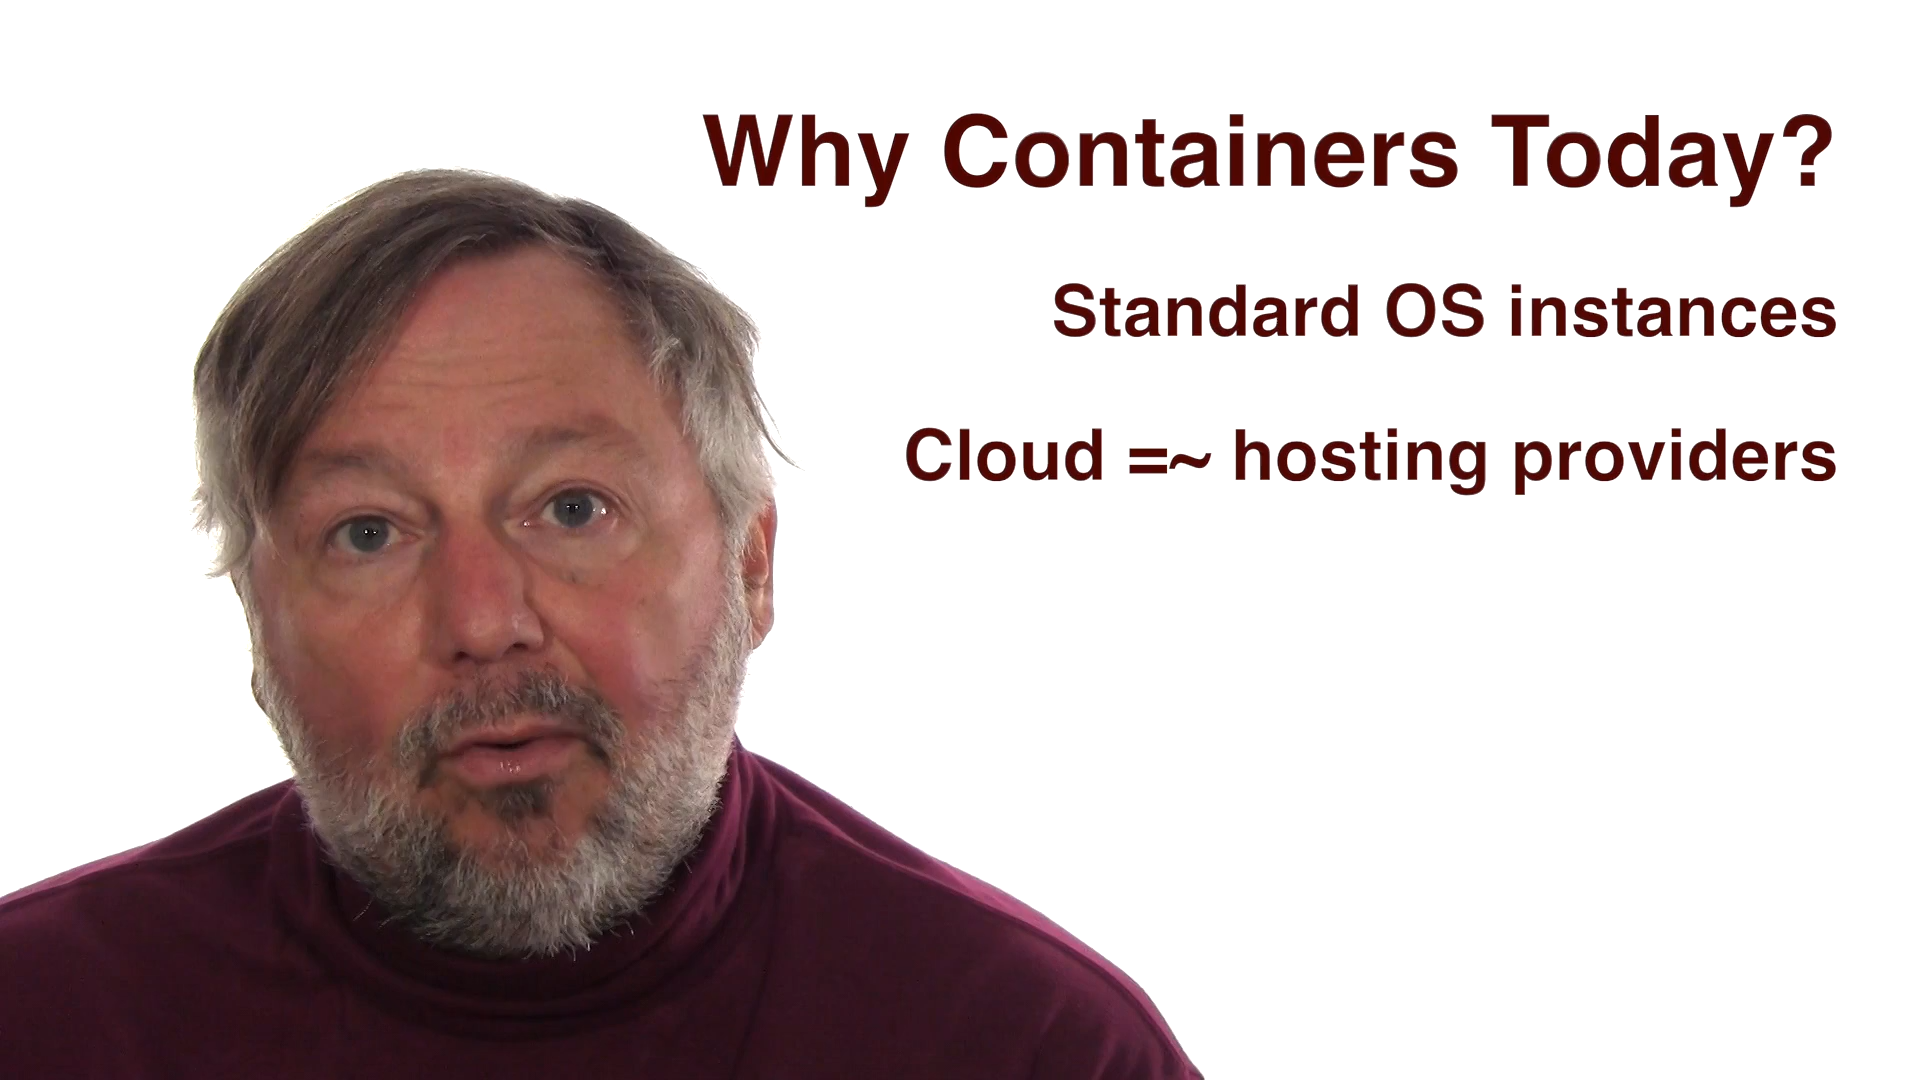 Why Containers Today?
Standard OS instances
Cloud =~ hosting providers